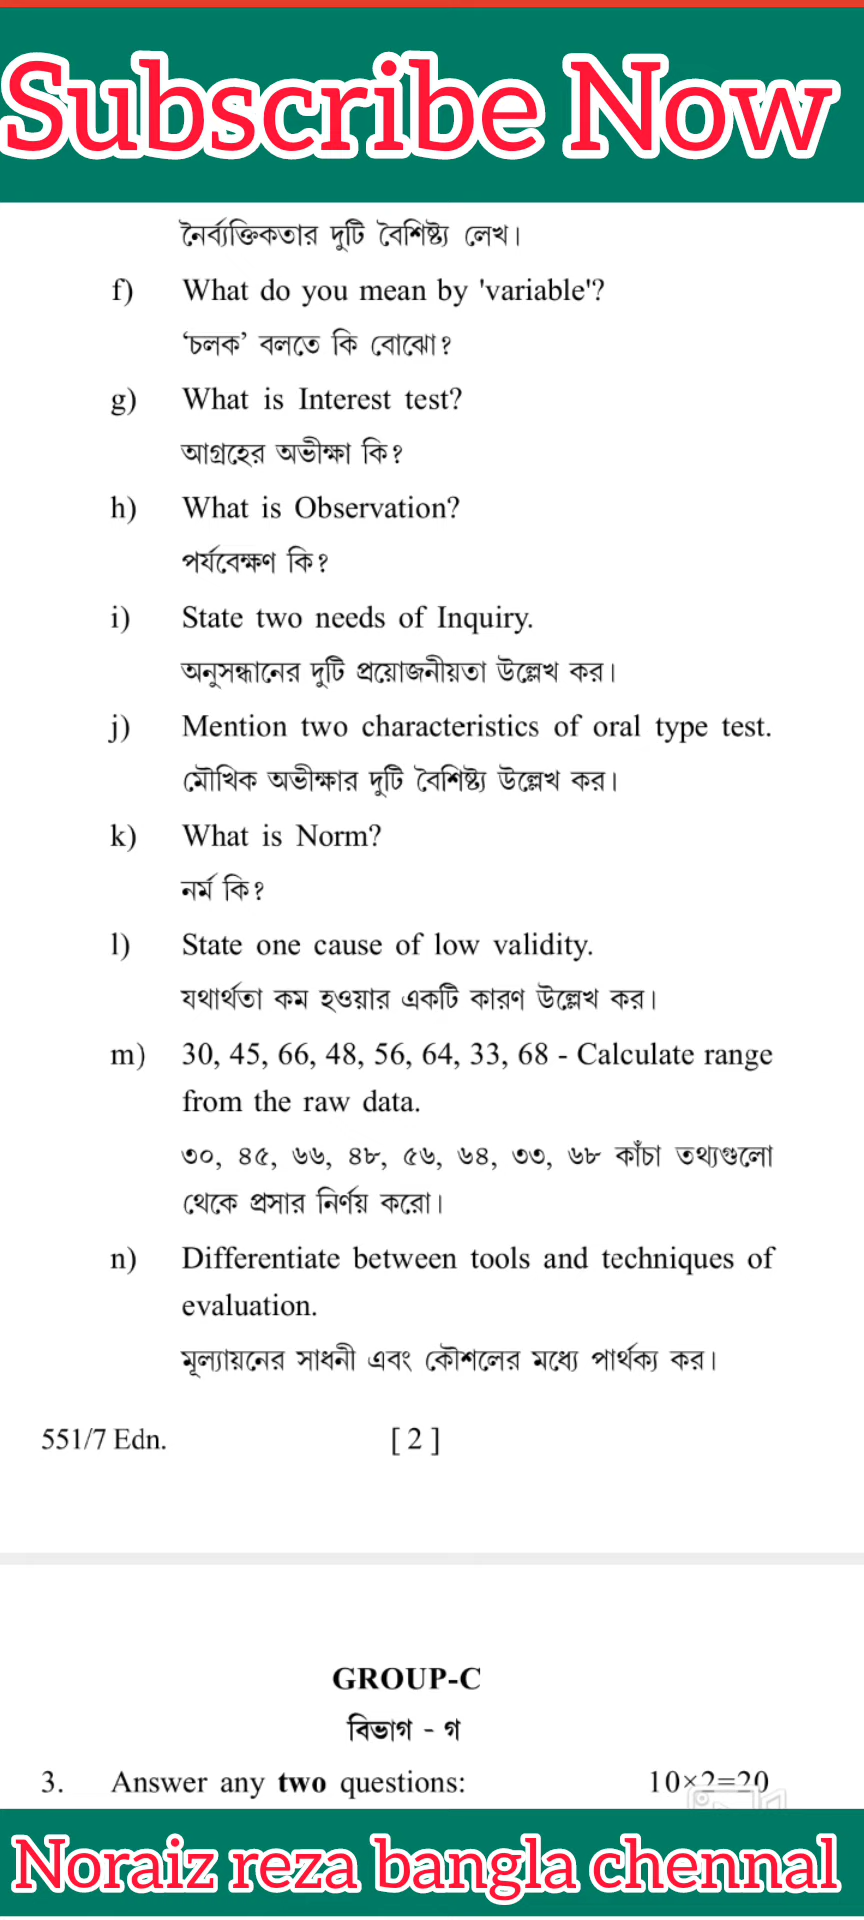 Subscribe Now
নৈর্ব্যক্তিকতার দুটি বৈশিষ্ট্য লেখ।
f) What do you mean by 'variable'?
‘চলক’ বলতে কি বোঝো?
g) What is Interest test?
আগ্রহের অভীক্ষা কি?
h) What is Observation?
পর্যবেক্ষণ কি?
i) State two needs of Inquiry.
অনুসন্ধানের দুটি প্রয়োজনীয়তা উল্লেখ কর।
j) Mention two characteristics of oral type test.
মৌখিক অভীক্ষার দুটি বৈশিষ্ট্য উল্লেখ কর।
k) What is Norm?
নর্ম কি?
l) State one cause of low validity.
যথার্থতা কম হওয়ার একটি কারণ উল্লেখ কর।
m) 30, 45, 66, 48, 56, 64, 33, 68 - Calculate range
from the raw data.
৩০, ৪৫, ৬৬, ৪৮, ৫৬, ৬৪, ৩৩, ৬৮ কাঁচা তথ্যগুলো
থেকে প্রসার নির্ণয় করো।
n) Differentiate between tools and techniques of
evaluation.
মূল্যায়নের সাধনী এবং কৌশলের মধ্যে পার্থক্য কর।
551/7 Edn. [ 2 ]
GROUP-C
বিভাগ - গ
3. Answer any two questions: 10×2=20
Noraiz reza bangla chennal